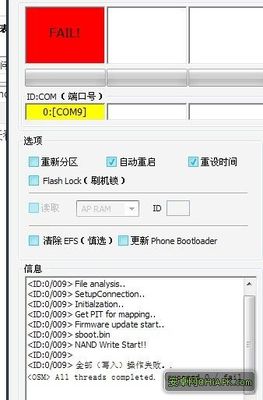 FAIL!
ID:COM（端口号）
0:[COM9]
选项
重新分区 自动重启 重设时间
Flash Lock（刷机锁）
读取 AP RAM ID
清除 EFS（慎选） 更新 Phone Bootloader
信息
<ID:0/009> File analysis..
<ID:0/009> SetupConnection..
<ID:0/009> Initialzation..
<ID:0/009> Get PIT for mapping..
<ID:0/009> Firmware update start..
<ID:0/009> sboot.bin
<ID:0/009> NAND Write Start!!
<ID:0/009>
<ID:0/009> 全部（写入）操作失败。
<OSM> All threads completed. 0 / fail